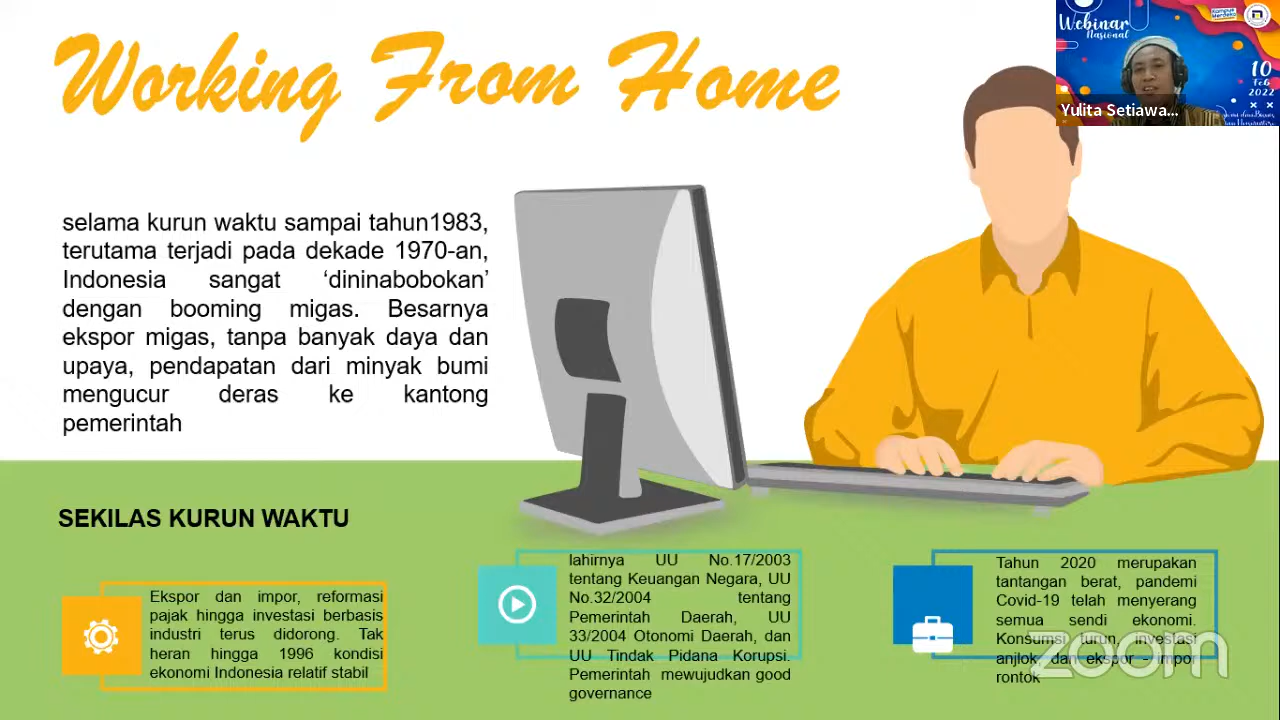 Working From Home
Webinar
Nasional
Kampus
Merdeka
10
Feb
2022
Yulita Setiawa...
selama kurun waktu sampai tahun1983,
terutama terjadi pada dekade 1970-an,
Indonesia sangat ‘dininabobokan’
dengan booming migas. Besarnya
ekspor migas, tanpa banyak daya dan
upaya, pendapatan dari minyak bumi
mengucur deras ke kantong
pemerintah
SEKILAS KURUN WAKTU
Ekspor dan impor, reformasi
pajak hingga investasi berbasis
industri terus didorong. Tak
heran hingga 1996 kondisi
ekonomi Indonesia relatif stabil
lahirnya UU No.17/2003
tentang Keuangan Negara, UU
No.32/2004 tentang
Pemerintah Daerah, UU
33/2004 Otonomi Daerah, dan
UU Tindak Pidana Korupsi.
Pemerintah mewujudkan good
governance
Tahun 2020 merupakan
tantangan berat, pandemi
Covid-19 telah menyerang
semua sendi ekonomi.
Konsumsi turun, investasi
anjlok, dan ekspor - impor
rontok
zoom